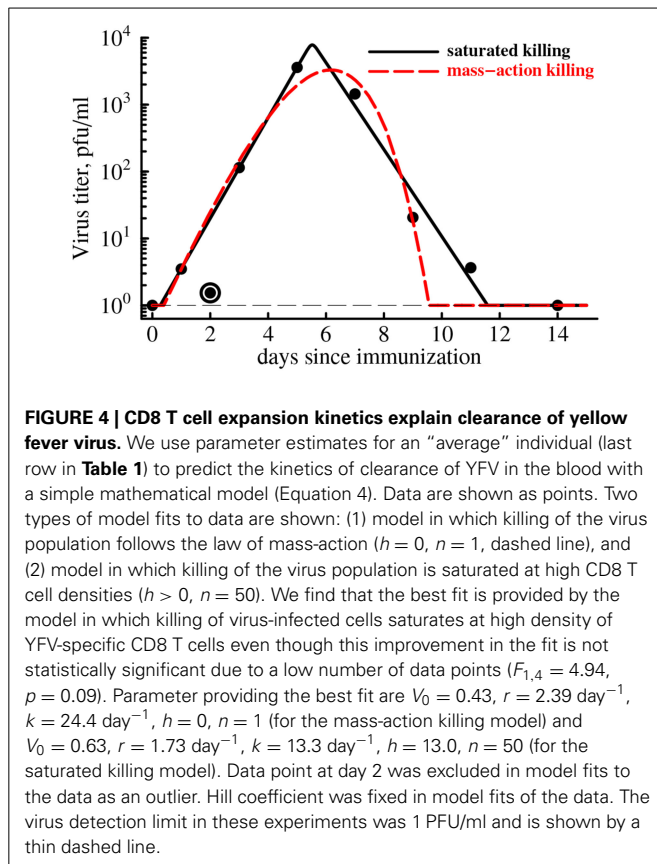 10⁴
10³
10²
10¹
10⁰
Virus titer, pfu/ml
saturated killing
mass−action killing
0 2 4 6 8 10 12 14
days since immunization
FIGURE 4 | CD8 T cell expansion kinetics explain clearance of yellow
fever virus. We use parameter estimates for an “average” individual (last
row in Table 1) to predict the kinetics of clearance of YFV in the blood with
a simple mathematical model (Equation 4). Data are shown as points. Two
types of model fits to data are shown: (1) model in which killing of the virus
population follows the law of mass-action (h = 0, n = 1, dashed line), and
(2) model in which killing of the virus population is saturated at high CD8 T
cell densities (h > 0, n = 50). We find that the best fit is provided by the
model in which killing of virus-infected cells saturates at high density of
YFV-specific CD8 T cells even though this improvement in the fit is not
statistically significant due to a low number of data points (F₁,₄ = 4.94,
p = 0.09). Parameter providing the best fit are V₀ = 0.43, r = 2.39 day⁻¹,
k = 24.4 day⁻¹, h = 0, n = 1 (for the mass-action killing model) and
V₀ = 0.63, r = 1.73 day⁻¹, k = 13.3 day⁻¹, h = 13.0, n = 50 (for the
saturated killing model). Data point at day 2 was excluded in model fits to
the data as an outlier. Hill coefficient was fixed in model fits of the data. The
virus detection limit in these experiments was 1 PFU/ml and is shown by a
thin dashed line.